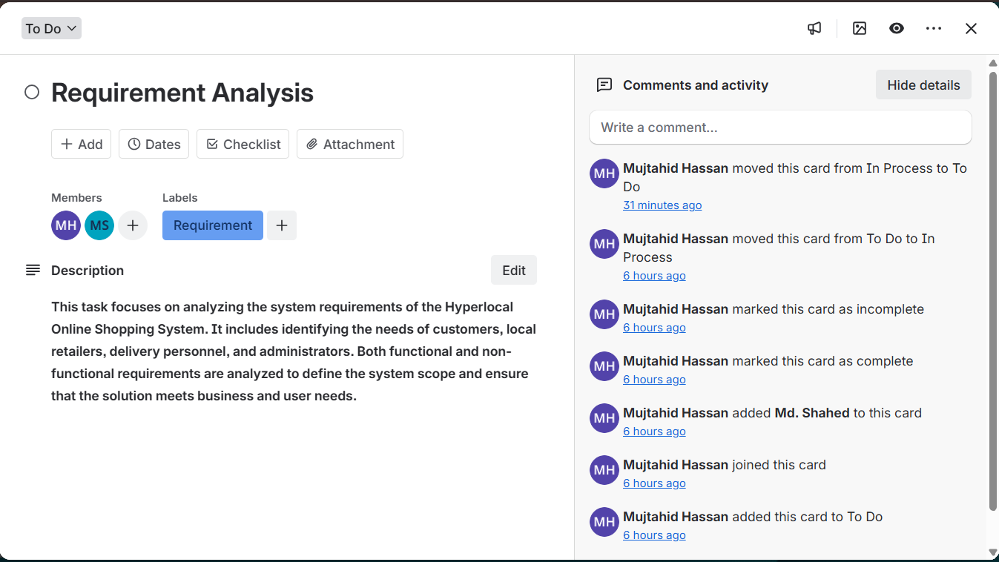 To Do
Requirement Analysis
Add
Dates
Checklist
Attachment
Members
Labels
MH
MS
Requirement
Description
Edit
This task focuses on analyzing the system requirements of the Hyperlocal
Online Shopping System. It includes identifying the needs of customers, local
retailers, delivery personnel, and administrators. Both functional and non-
functional requirements are analyzed to define the system scope and ensure
that the solution meets business and user needs.
Comments and activity
Hide details
Write a comment...
MH
Mujtahid Hassan moved this card from In Process to To
Do
31 minutes ago
MH
Mujtahid Hassan moved this card from To Do to In
Process
6 hours ago
MH
Mujtahid Hassan marked this card as incomplete
6 hours ago
MH
Mujtahid Hassan marked this card as complete
6 hours ago
MH
Mujtahid Hassan added Md. Shahed to this card
6 hours ago
MH
Mujtahid Hassan joined this card
6 hours ago
MH
Mujtahid Hassan added this card to To Do
6 hours ago